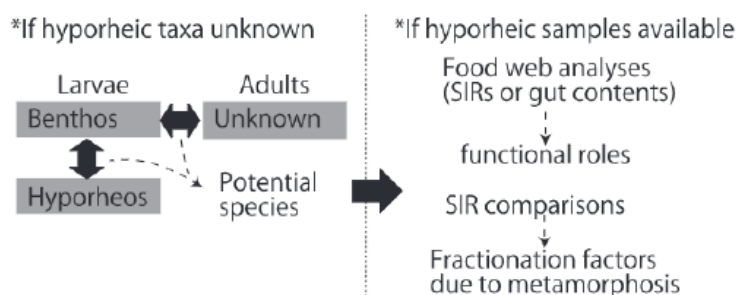 *If hyporheic taxa unknown
Larvae
Adults
Benthos
Unknown
Hyporheos
Potential
species
*If hyporheic samples available
Food web analyses
(SIRs or gut contents)
functional roles
SIR comparisons
Fractionation factors
due to metamorphosis